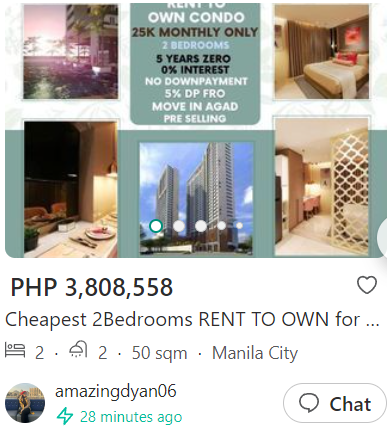 RENT TO
OWN CONDO
25K MONTHLY ONLY
2 BEDROOMS
5 YEARS ZERO
0% INTEREST
NO DOWNPAYMENT
5% DP FRO
MOVE IN AGAD
PRE SELLING
PHP 3,808,558
Cheapest 2Bedrooms RENT TO OWN for ...
2 · 2 · 50 sqm · Manila City
amazingdyan06
28 minutes ago
Chat